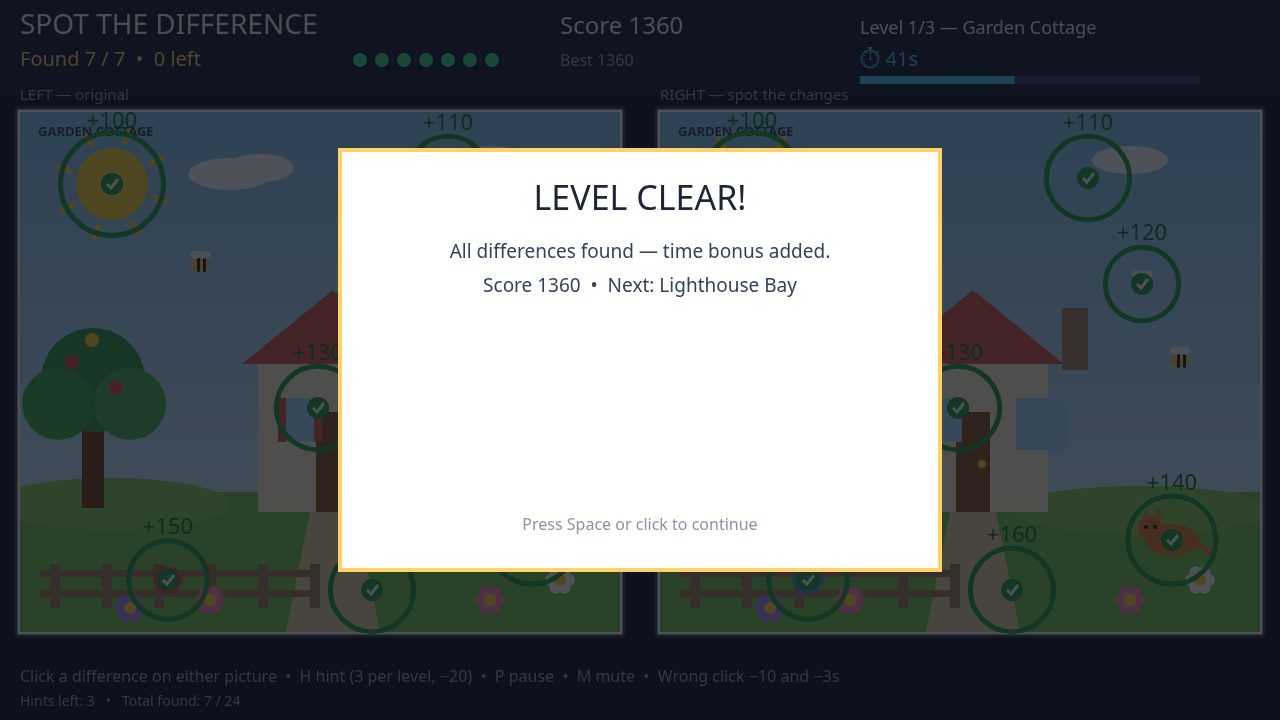 SPOT THE DIFFERENCE
Score 1360
Level 1/3 — Garden Cottage
Found 7 / 7 • 0 left
Best 1360
⏱ 41s
LEFT — original
RIGHT — spot the changes
+100
+110
+100
+110
GARDEN COTTAGE
GARDEN COTTAGE
LEVEL CLEAR!
+120
All differences found — time bonus added.
Score 1360 • Next: Lighthouse Bay
+130
+130
+140
+150
Press Space or click to continue
+160
Click a difference on either picture • H hint (3 per level, −20) • P pause • M mute • Wrong click −10 and −3s
Hints left: 3 • Total found: 7 / 24